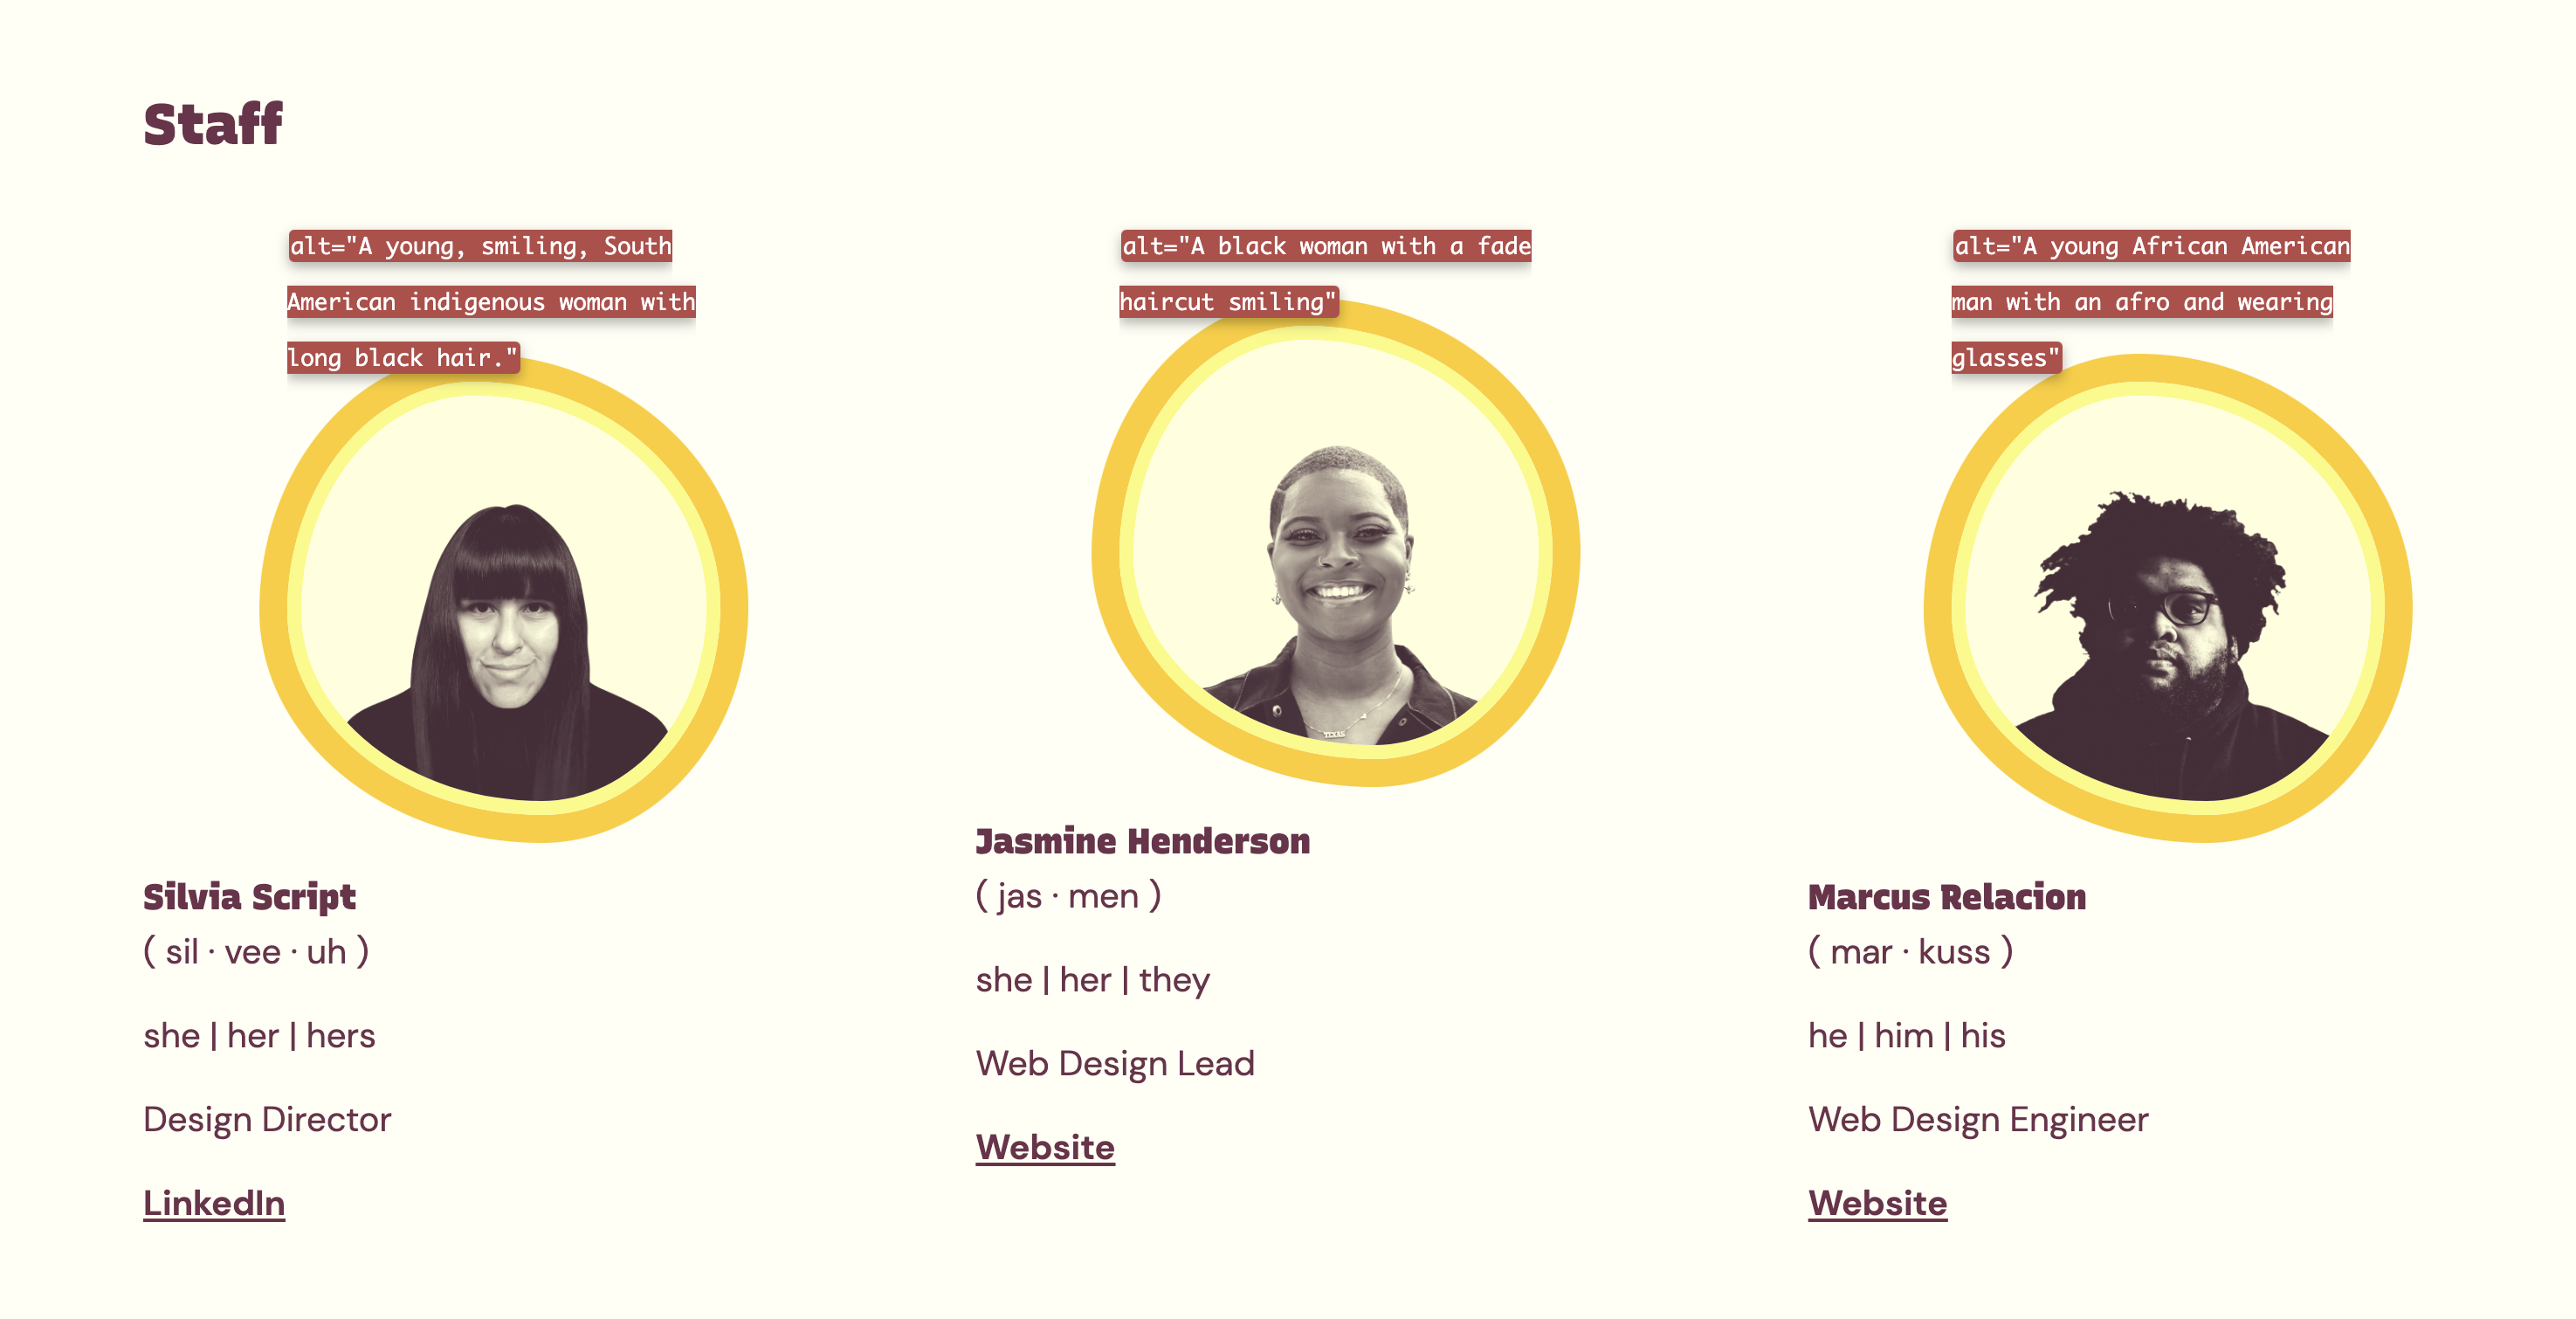 Staff
alt="A young, smiling, South
American indigenous woman with
long black hair."
Silvia Script
( sil · vee · uh )
she | her | hers
Design Director
LinkedIn
alt="A black woman with a fade
haircut smiling"
TEXAS
Jasmine Henderson
( jas · men )
she | her | they
Web Design Lead
Website
alt="A young African American
man with an afro and wearing
glasses"
Marcus Relacion
( mar · kuss )
he | him | his
Web Design Engineer
Website